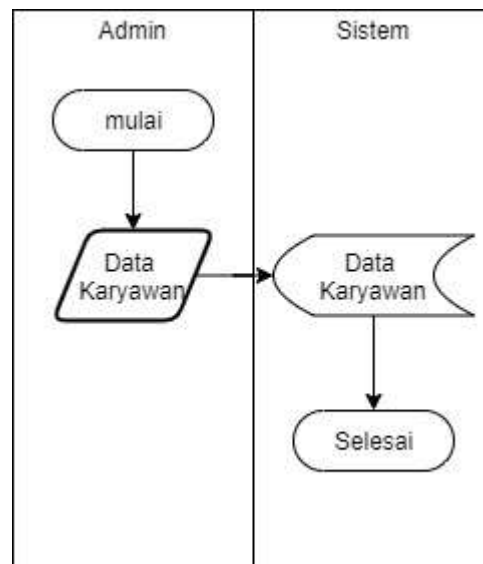 Admin
Sistem
mulai
Data
Karyawan
Data
Karyawan
Selesai